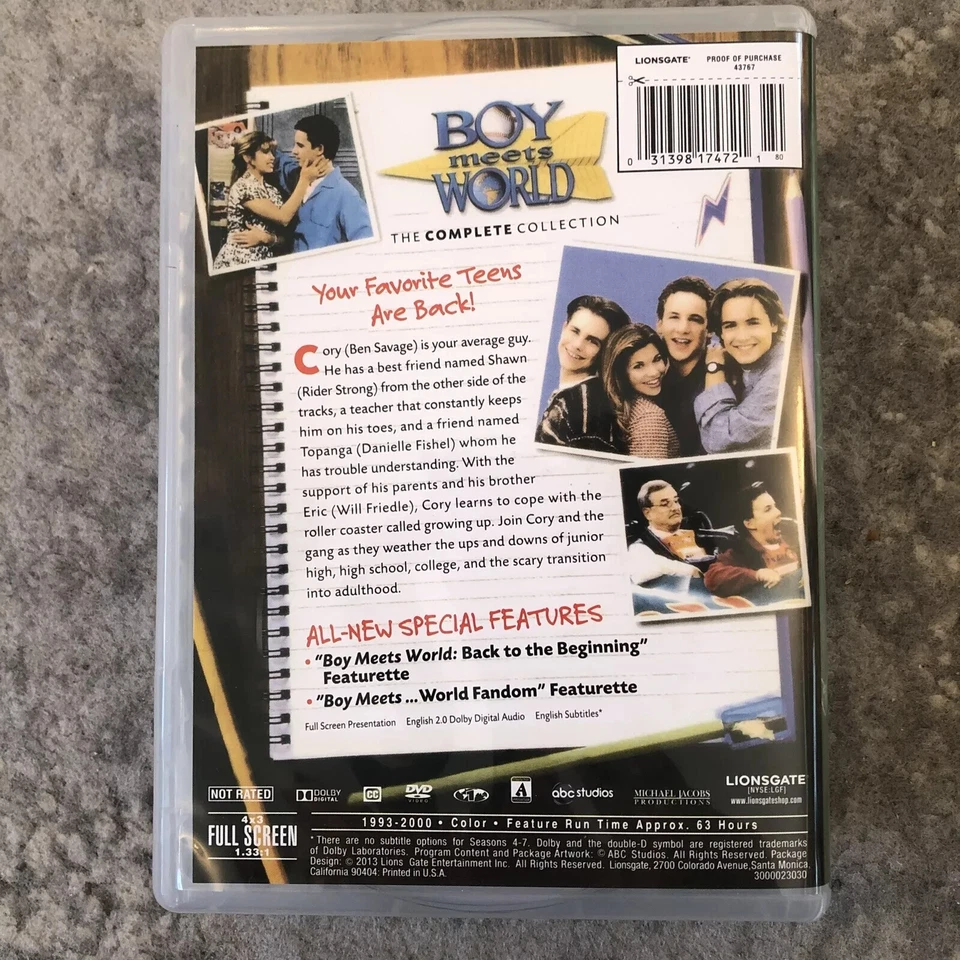 LIONSGATE® PROOF OF PURCHASE
43767
0 31398 17472 1 80
BOY
meets
WORLD
THE COMPLETE COLLECTION
Your Favorite Teens
Are Back!
Cory (Ben Savage) is your average guy.
He has a best friend named Shawn
(Rider Strong) from the other side of the
tracks, a teacher that constantly keeps
him on his toes, and a friend named
Topanga (Danielle Fishel) whom he
has trouble understanding. With the
support of his parents and his brother
Eric (Will Friedle), Cory learns to cope with the
roller coaster called growing up. Join Cory and the
gang as they weather the ups and downs of junior
high, high school, college, and the scary transition
into adulthood.
ALL-NEW SPECIAL FEATURES
• "Boy Meets World: Back to the Beginning"
Featurette
• "Boy Meets ... World Fandom" Featurette
Full Screen Presentation English 2.0 Dolby Digital Audio English Subtitles*
NOT RATED DOLBY DIGITAL CC DVD VIDEO A abc studios MICHAEL JACOBS PRODUCTIONS
LIONSGATE
[NYSE:LGF]
www.lionsgateshop.com
4x3
FULL SCREEN
1.33:1
1993-2000 • Color • Feature Run Time Approx. 63 Hours
*There are no subtitle options for Seasons 4-7. Dolby and the double-D symbol are registered trademarks
of Dolby Laboratories. Program Content and Package Artwork: © ABC Studios. All Rights Reserved. Package
Design: © 2013 Lions Gate Entertainment Inc. All Rights Reserved. Lionsgate, 2700 Colorado Avenue, Santa Monica,
California 90404: Printed in U.S.A.
3000023030